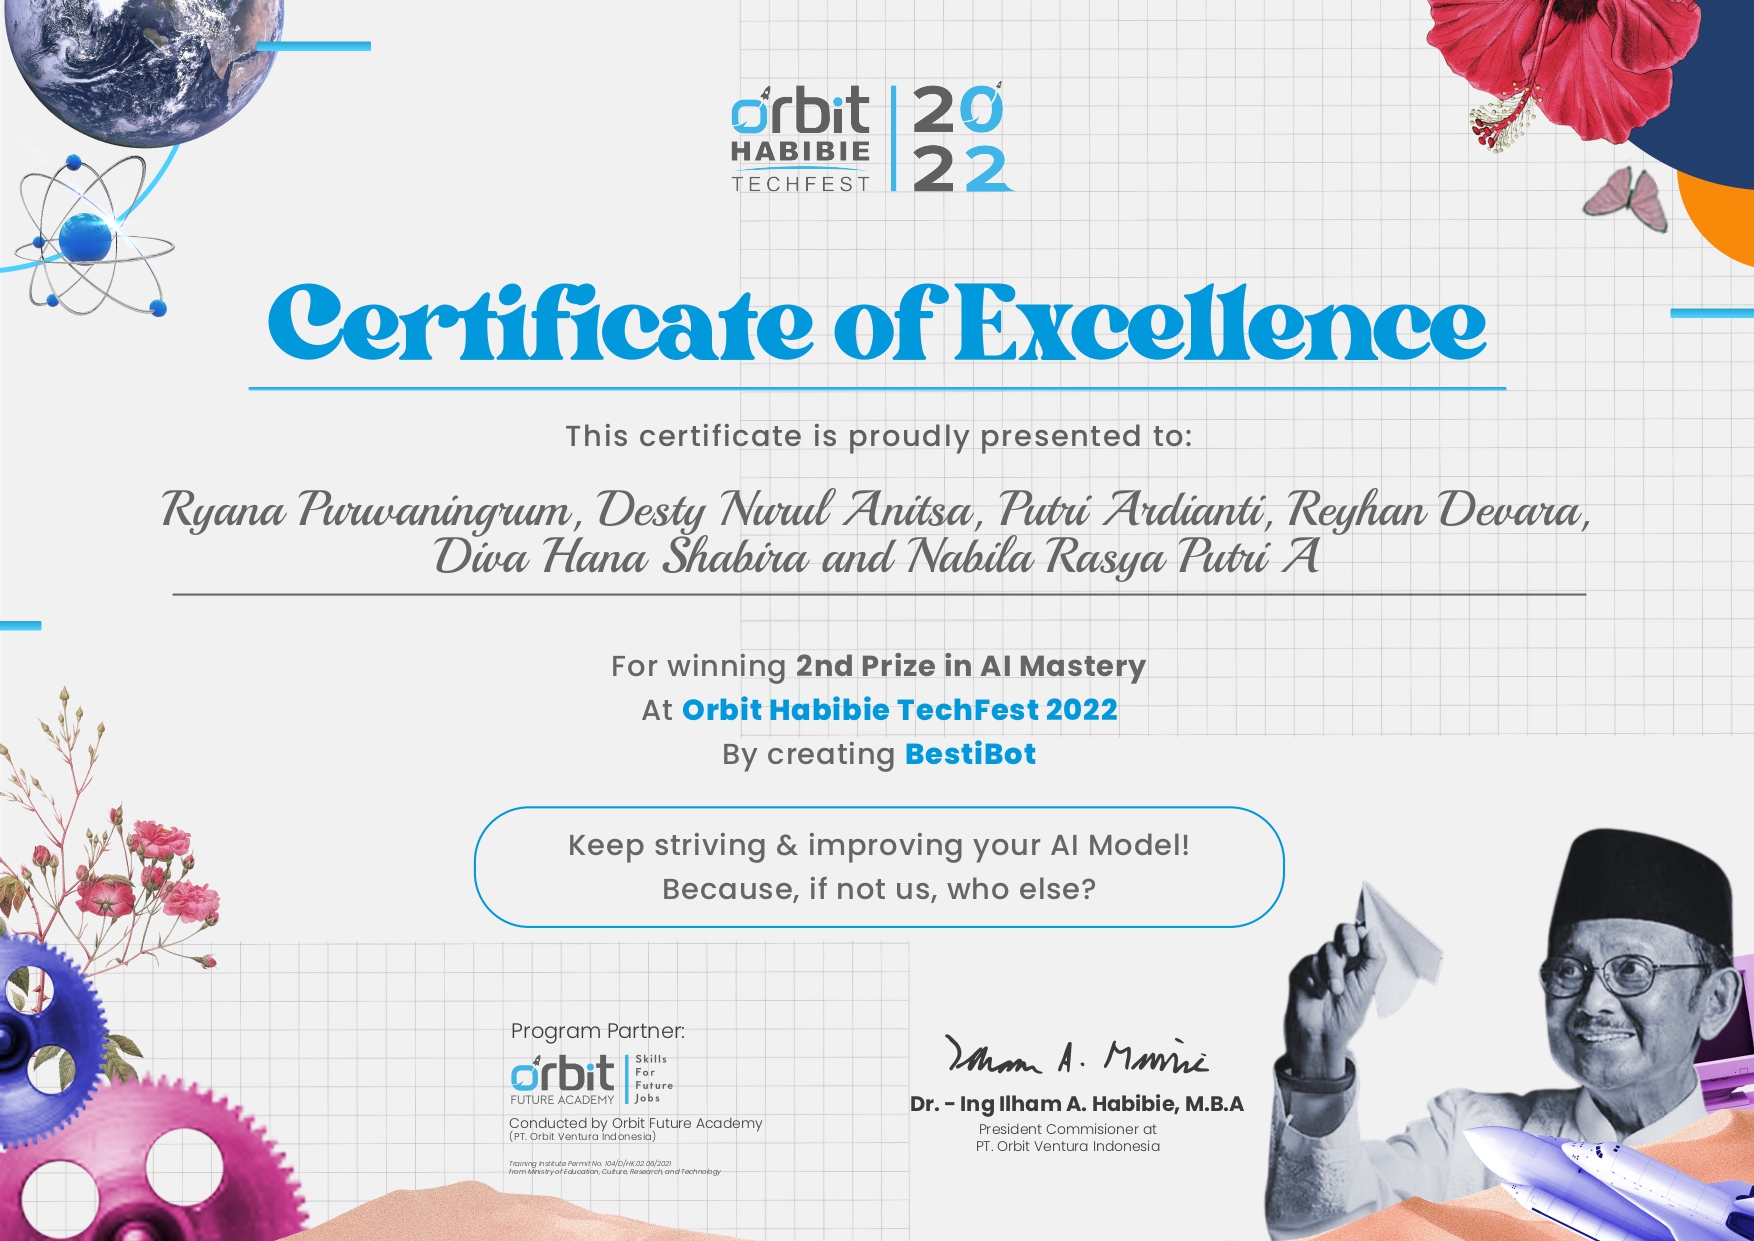 orbit
HABIBIE
TECHFEST
20
22
Certificate of Excellence
This certificate is proudly presented to:
Ryana Purwaningrum, Desty Nurul Anitsa, Putri Ardianti, Reyhan Devara,
Diva Hana Shabira and Nabila Rasya Putri A
For winning 2nd Prize in AI Mastery
At Orbit Habibie TechFest 2022
By creating BestiBot
Keep striving & improving your AI Model!
Because, if not us, who else?
Program Partner:
orbit
FUTURE ACADEMY
Skills
For
Future
Jobs
Conducted by Orbit Future Academy
(PT. Orbit Ventura Indonesia)
Training Institute Permit No. 104/D/HK.02.06/2021
from Ministry of Education, Culture, Research, and Technology
Dr. - Ing Ilham A. Habibie, M.B.A
President Commisioner at
PT. Orbit Ventura Indonesia